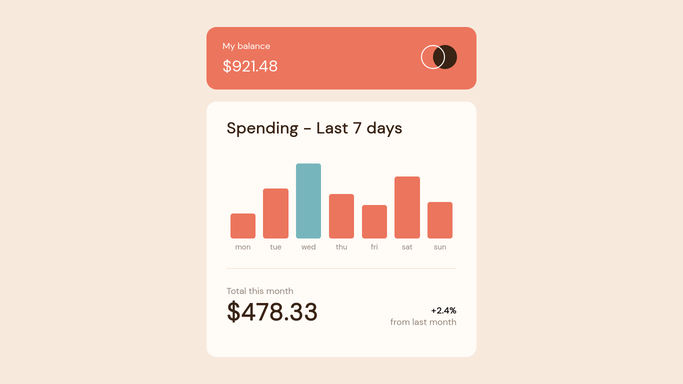 My balance
$921.48
Spending - Last 7 days
mon tue wed thu fri sat sun
Total this month
$478.33
+2.4%
from last month